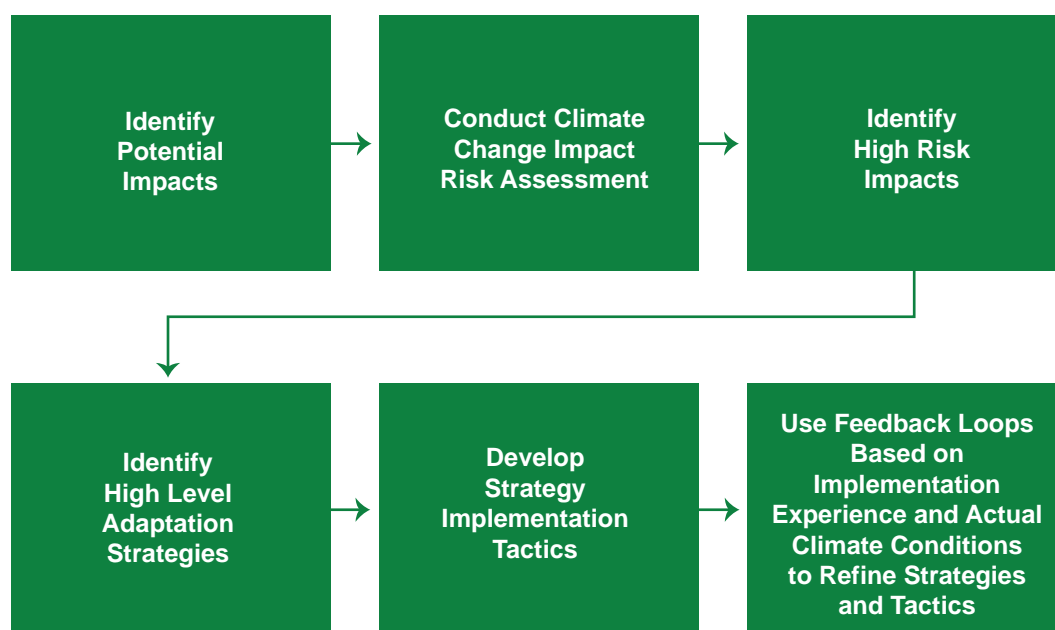 Identify
Potential
Impacts
Conduct Climate
Change Impact
Risk Assessment
Identify
High Risk
Impacts
Identify
High Level
Adaptation
Strategies
Develop
Strategy
Implementation
Tactics
Use Feedback Loops
Based on
Implementation
Experience and Actual
Climate Conditions
to Refine Strategies
and Tactics